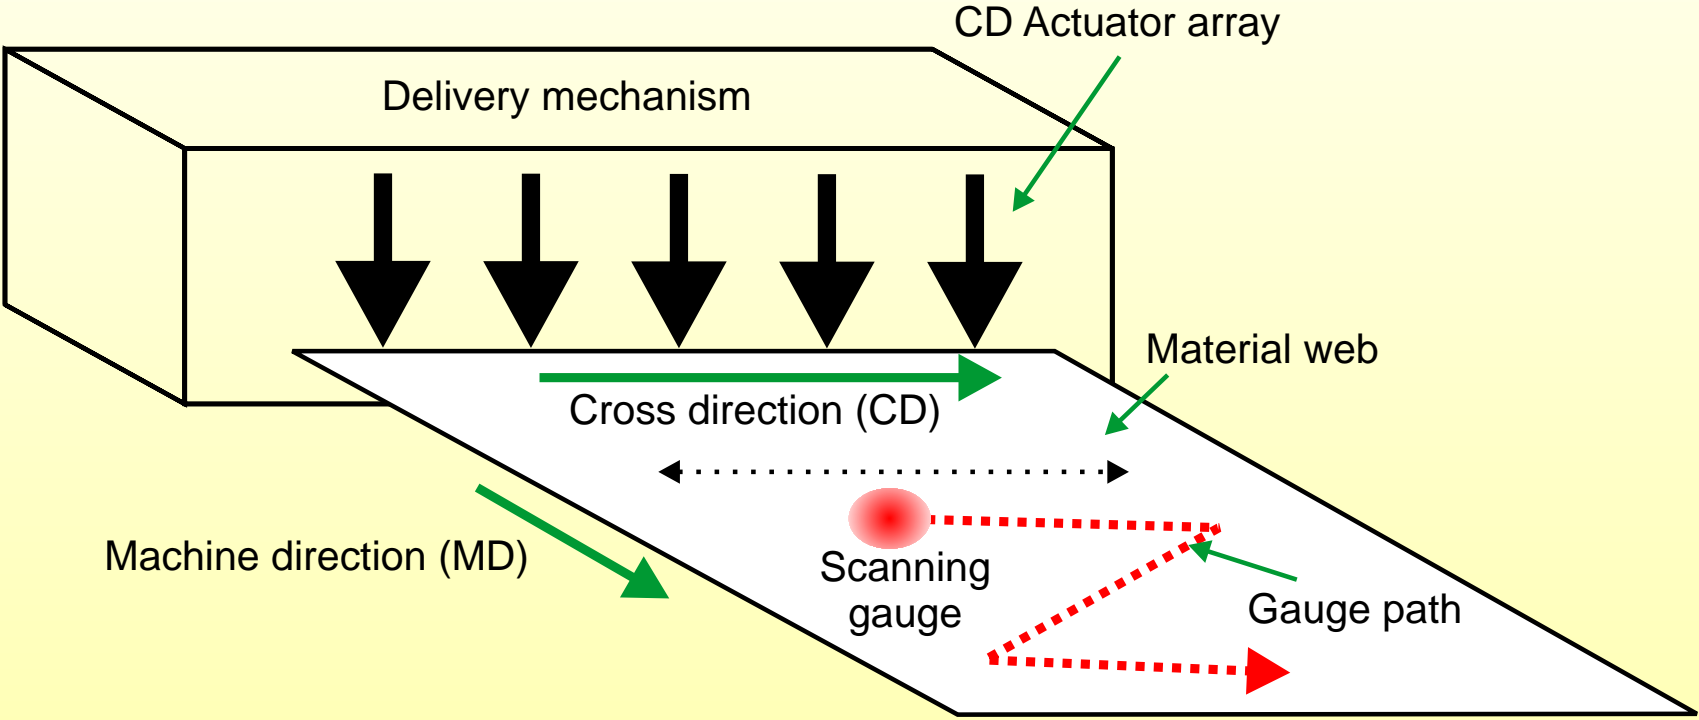 CD Actuator array
Delivery mechanism
Material web
Cross direction (CD)
Machine direction (MD)
Scanning
gauge
Gauge path